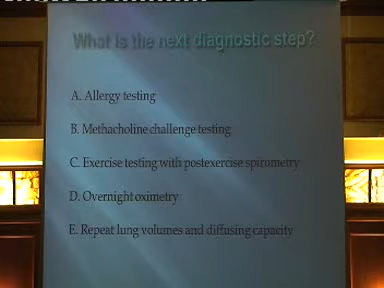 What is the next diagnostic step?
A. Allergy testing
B. Methacholine challenge testing
C. Exercise testing with postexercise spirometry
D. Overnight oximetry
E. Repeat lung volumes and diffusing capacity